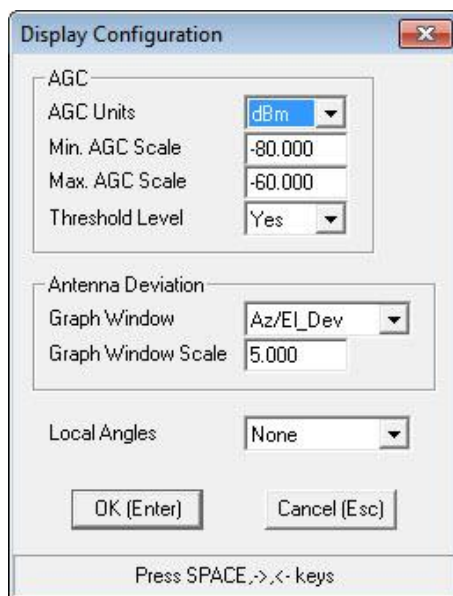 Display Configuration
AGC
AGC Units dBm
Min. AGC Scale -80.000
Max. AGC Scale -60.000
Threshold Level Yes
Antenna Deviation
Graph Window Az/El_Dev
Graph Window Scale 5.000
Local Angles None
OK (Enter) Cancel (Esc)
Press SPACE,->,<- keys